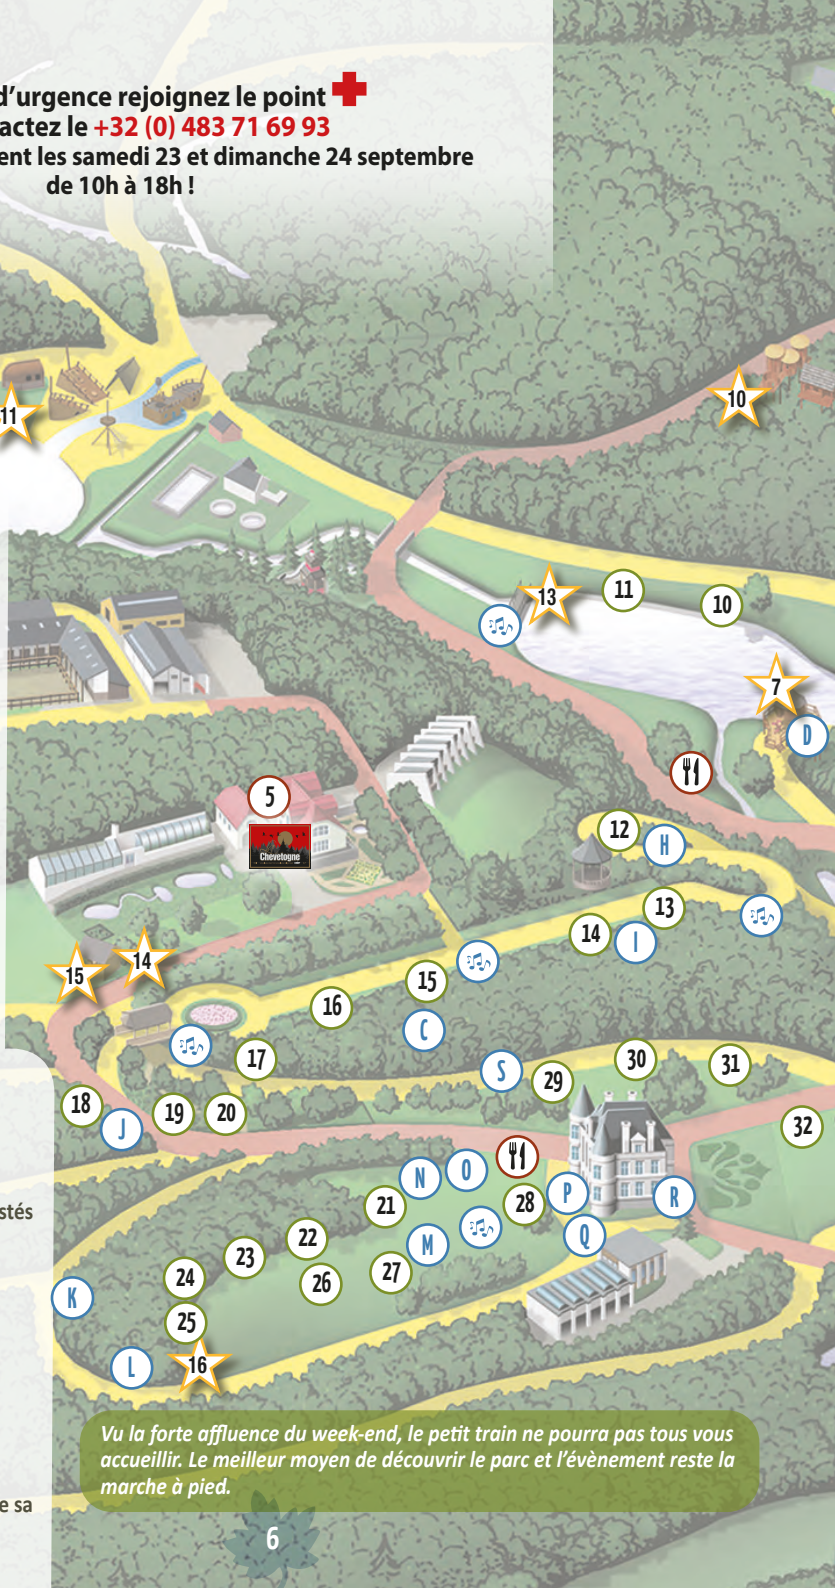 d'urgence rejoignez le point
actez le +32 (0) 483 71 69 93
ent les samedi 23 et dimanche 24 septembre
de 10h à 18h !
11
10
13
11
10
7
D
5
Chevetogne
12
H
13
14
I
14
15
15
16
C
17
S
29
30
31
18
J
19
20
32
N
O
P
R
21
28
stés
22
M
Q
23
24
26
27
K
25
L
16
Vu la forte affluence du week-end, le petit train ne pourra pas tous vous
accueillir. Le meilleur moyen de découvrir le parc et l'évènement reste la
marche à pied.
e sa
6